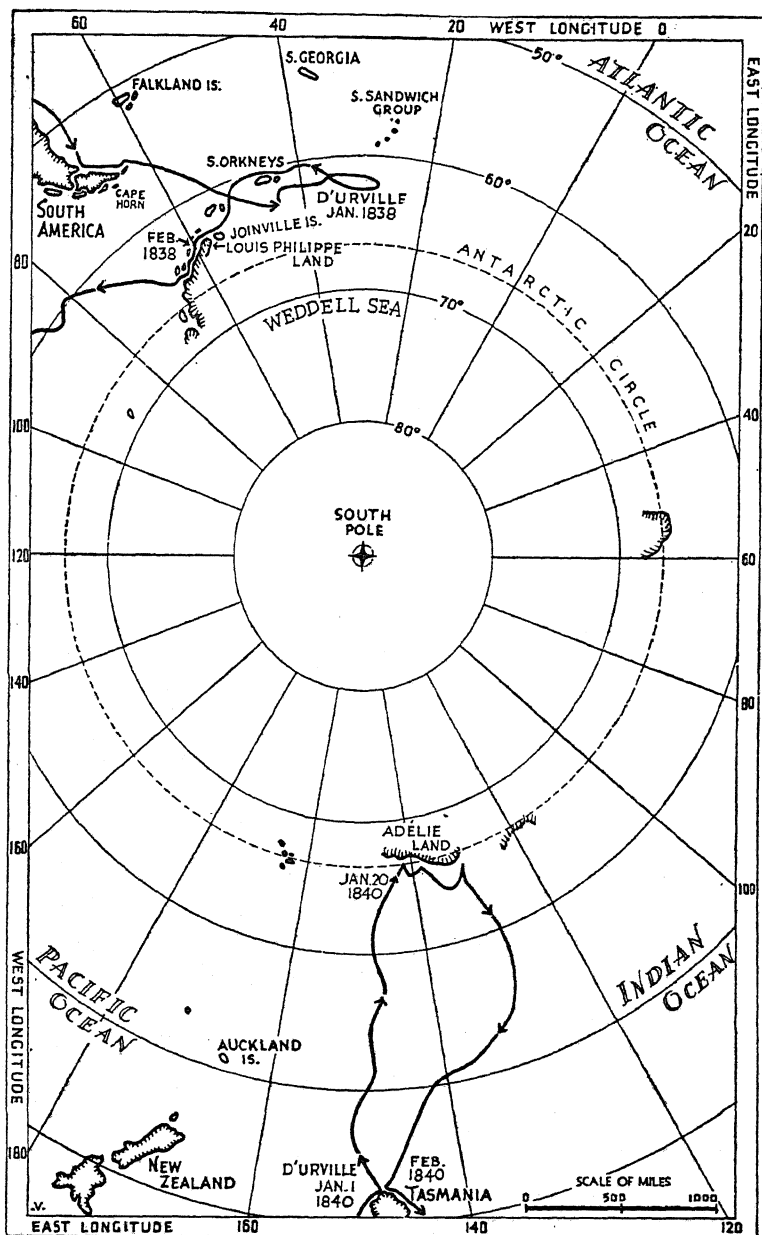 60
40
20
WEST LONGITUDE
0
EAST LONGITUDE
S. GEORGIA
50°
ATLANTIC
OCEAN
FALKLAND IS.
S. SANDWICH
GROUP
S. ORKNEYS
60°
CAPE
HORN
SOUTH
AMERICA
D'URVILLE
JAN. 1838
20
FEB.
1838
JOINVILLE IS.
LOUIS PHILIPPE
LAND
ANTARCTIC
CIRCLE
80
WEDDELL SEA
70°
100
80°
40
SOUTH
POLE
120
60
140
80
ADÉLIE
LAND
160
JAN. 20
1840
100
WEST LONGITUDE
PACIFIC
OCEAN
INDIAN
OCEAN
AUCKLAND
IS.
180
NEW
ZEALAND
D'URVILLE
JAN. 1
1840
FEB.
1840
TASMANIA
SCALE OF MILES
0 500 1000
.V.
EAST LONGITUDE
160
140
120